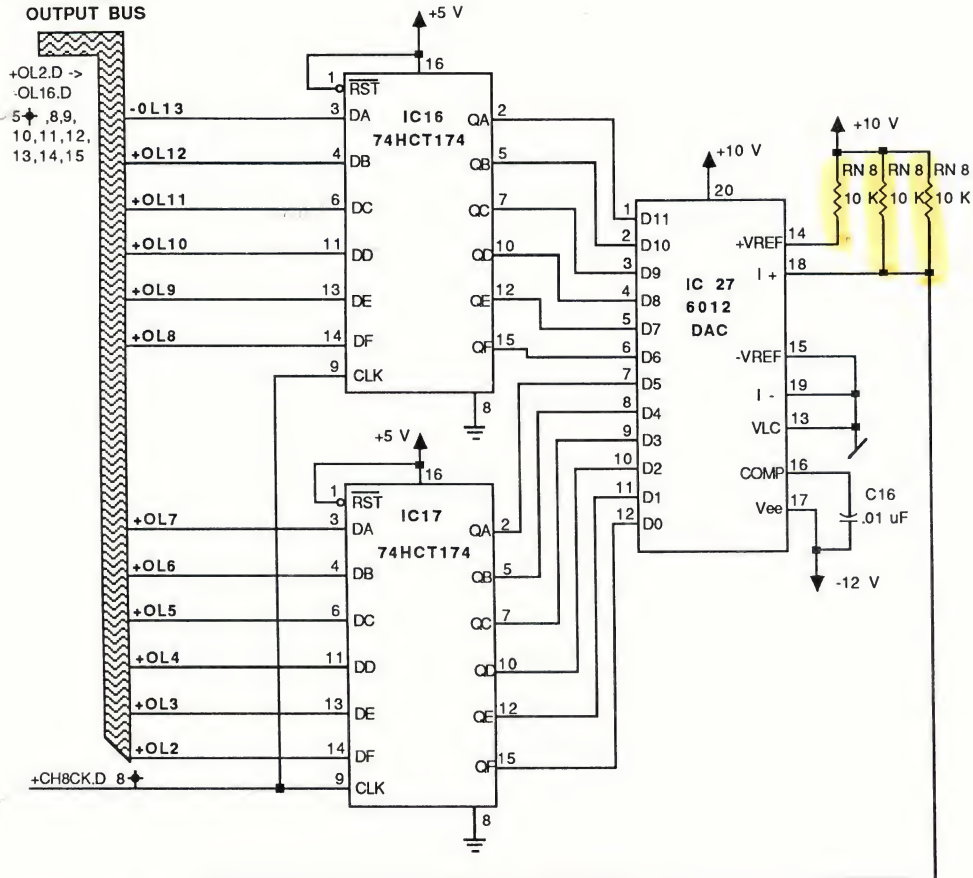 OUTPUT BUS
+5 V
+OL2.D ->
-OL16.D
5 ,8,9,
10,11,12,
13,14,15
16
1
RST
IC16
74HCT174
-0L13 3 DA QA 2
+OL12 4 DB QB 5
+OL11 6 DC QC 7
+OL10 11 DD QD 10
+OL9 13 DE QE 12
+OL8 14 DF QF 15
9 CLK
8
+10 V
20
1 D11
2 D10
3 D9
4 D8
5 D7
6 D6
7 D5
8 D4
9 D3
10 D2
11 D1
12 D0
IC 27
6012
DAC
+10 V
RN 8 RN 8 RN 8
10 K 10 K 10 K
+VREF 14
I + 18
-VREF 15
I - 19
VLC 13
COMP 16
Vee 17
C16
.01 uF
-12 V
+5 V
16
1
RST
IC17
74HCT174
+OL7 3 DA QA 2
+OL6 4 DB QB 5
+OL5 6 DC QC 7
+OL4 11 DD QD 10
+OL3 13 DE QE 12
+OL2 14 DF QF 15
+CH8CK.D 8 9 CLK
8